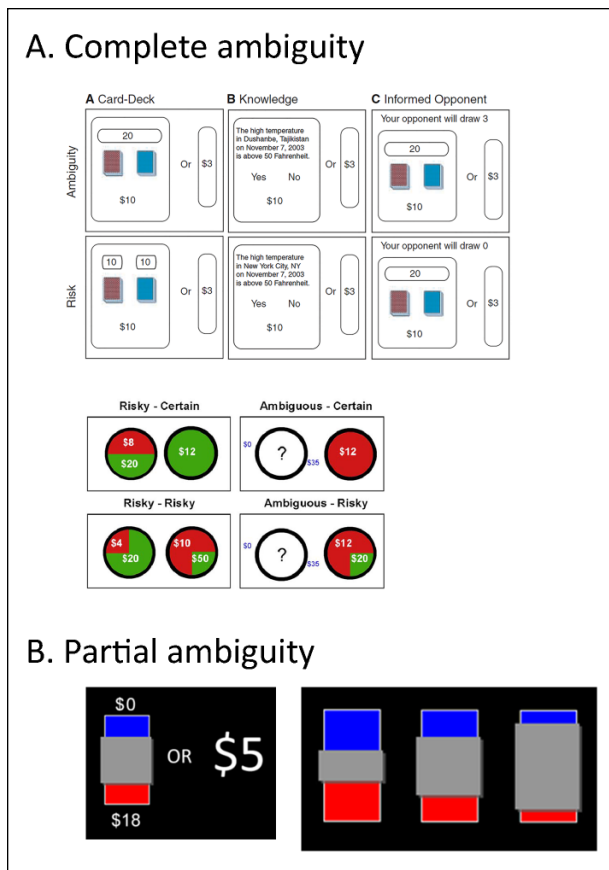 A. Complete ambiguity
A Card-Deck
B Knowledge
C Informed Opponent
Ambiguity
20
$10
Or
$3
The high temperature
in Dushanbe, Tajikistan
on November 7, 2003
is above 50 Fahrenheit.
Yes No
$10
Or
$3
Your opponent will draw 3
20
$10
Or
$3
Risk
10 10
$10
Or
$3
The high temperature
in New York City, NY
on November 7, 2003
is above 50 Fahrenheit.
Yes No
$10
Or
$3
Your opponent will draw 0
20
$10
Or
$3
Risky - Certain
$8
$20
$12
Ambiguous - Certain
$0
?
$35
$12
Risky - Risky
$4
$20
$10
$50
Ambiguous - Risky
$0
?
$35
$12
$20
B. Partial ambiguity
$0
OR $5
$18